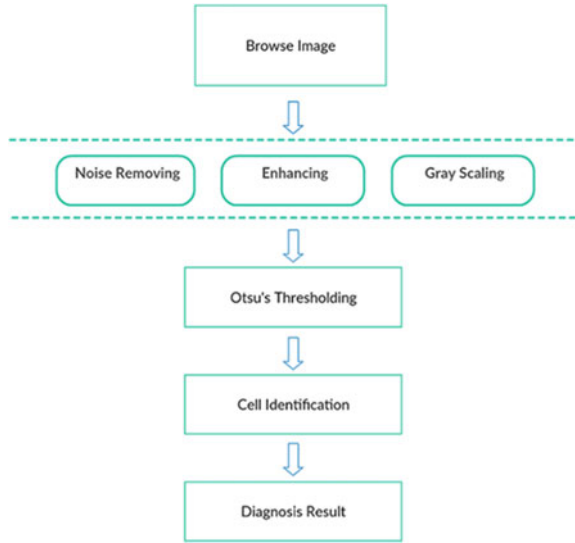 Browse Image
Noise Removing
Enhancing
Gray Scaling
Otsu's Thresholding
Cell Identification
Diagnosis Result